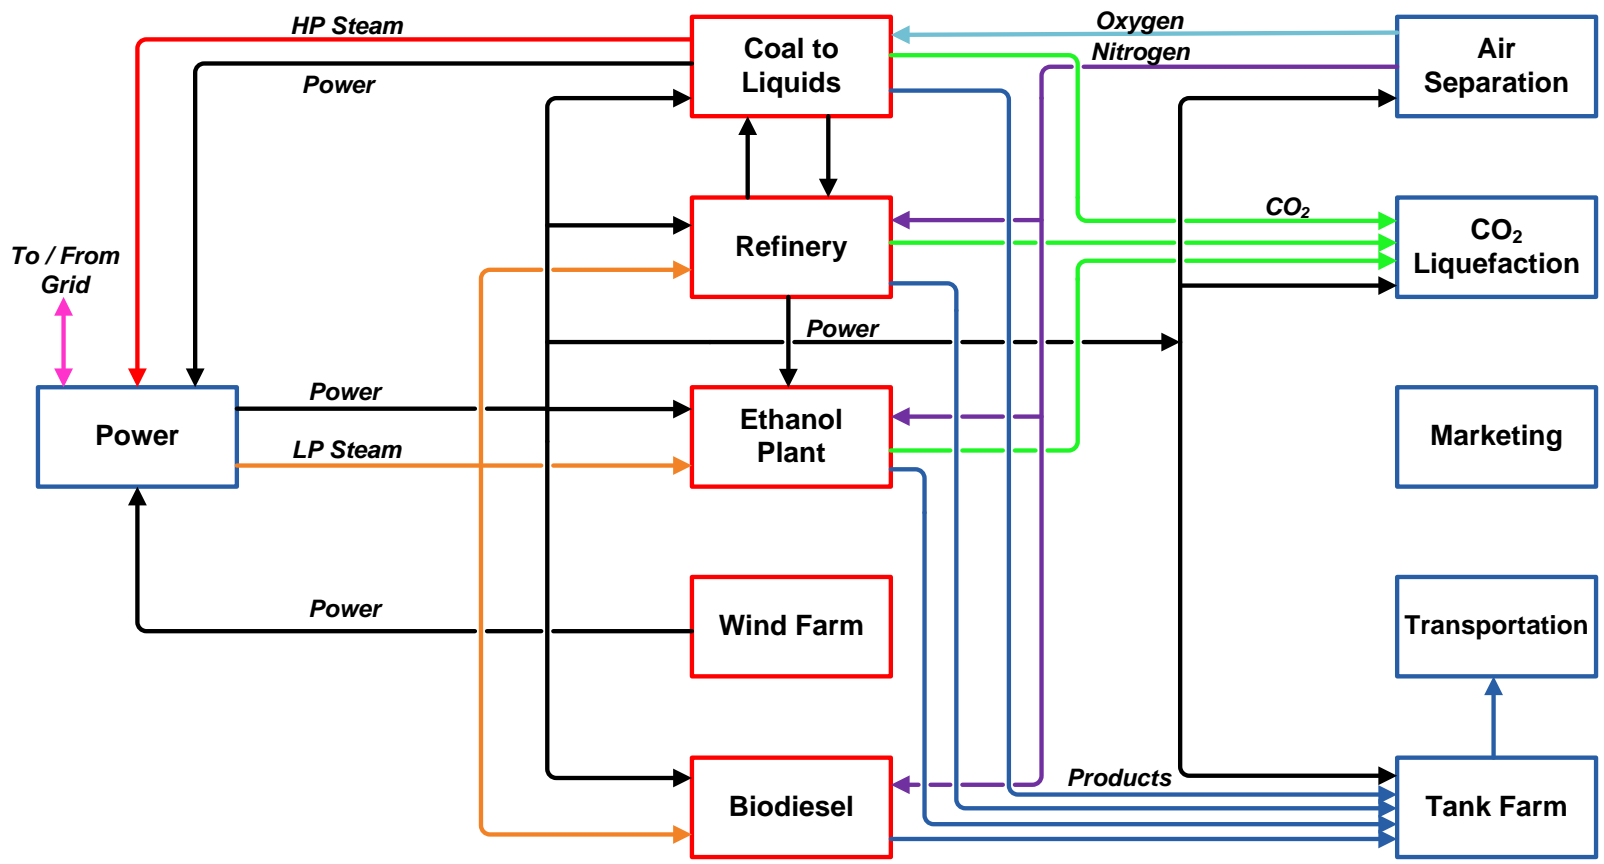 HP Steam
Coal to
Liquids
Oxygen
Nitrogen
Air
Separation
Power
To / From
Grid
Refinery
CO₂
CO₂
Liquefaction
Power
Power
Power
LP Steam
Ethanol
Plant
Marketing
Power
Wind Farm
Transportation
Products
Biodiesel
Tank Farm